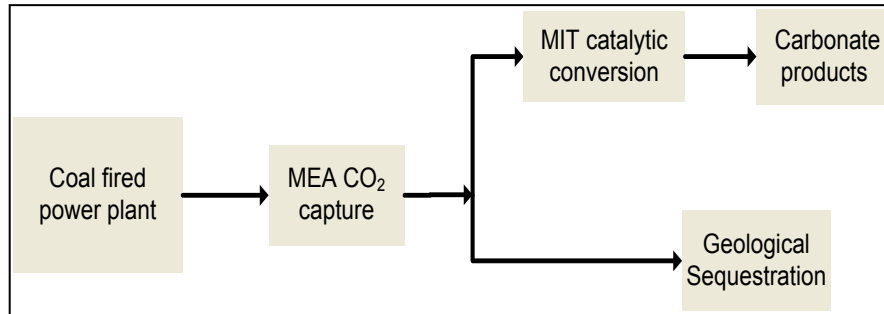 Coal fired
power plant
MEA CO₂
capture
MIT catalytic
conversion
Carbonate
products
Geological
Sequestration